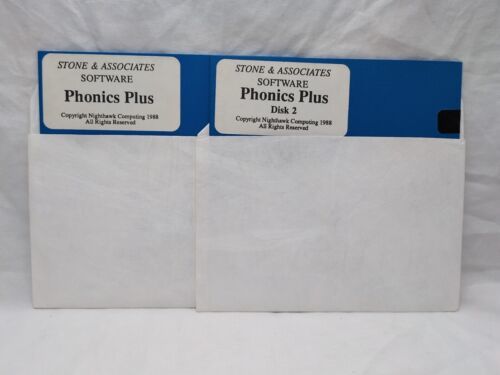 STONE & ASSOCIATES
SOFTWARE
Phonics Plus
Copyright Nighthawk Computing 1988
All Rights Reserved
STONE & ASSOCIATES
SOFTWARE
Phonics Plus
Disk 2
Copyright Nighthawk Computing 1988
All Rights Reserved